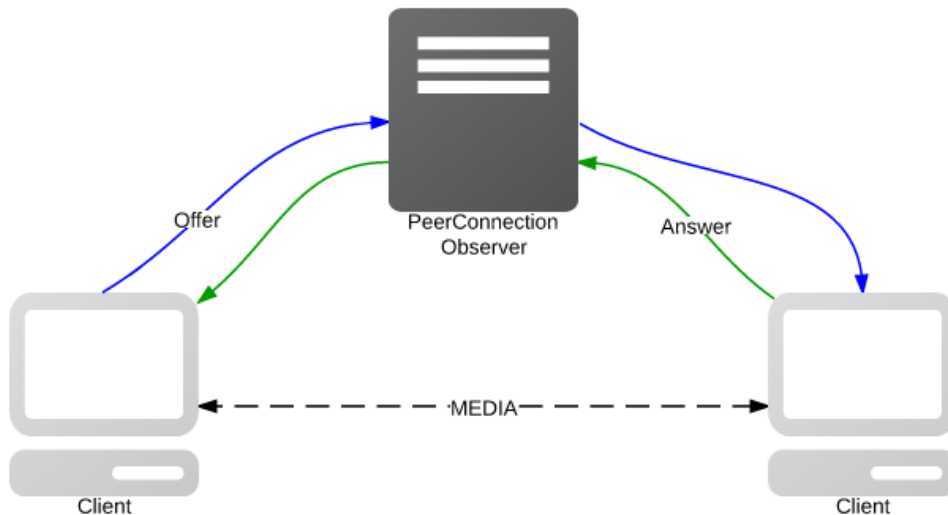 PeerConnection
Observer
Offer
Answer
MEDIA
Client
Client